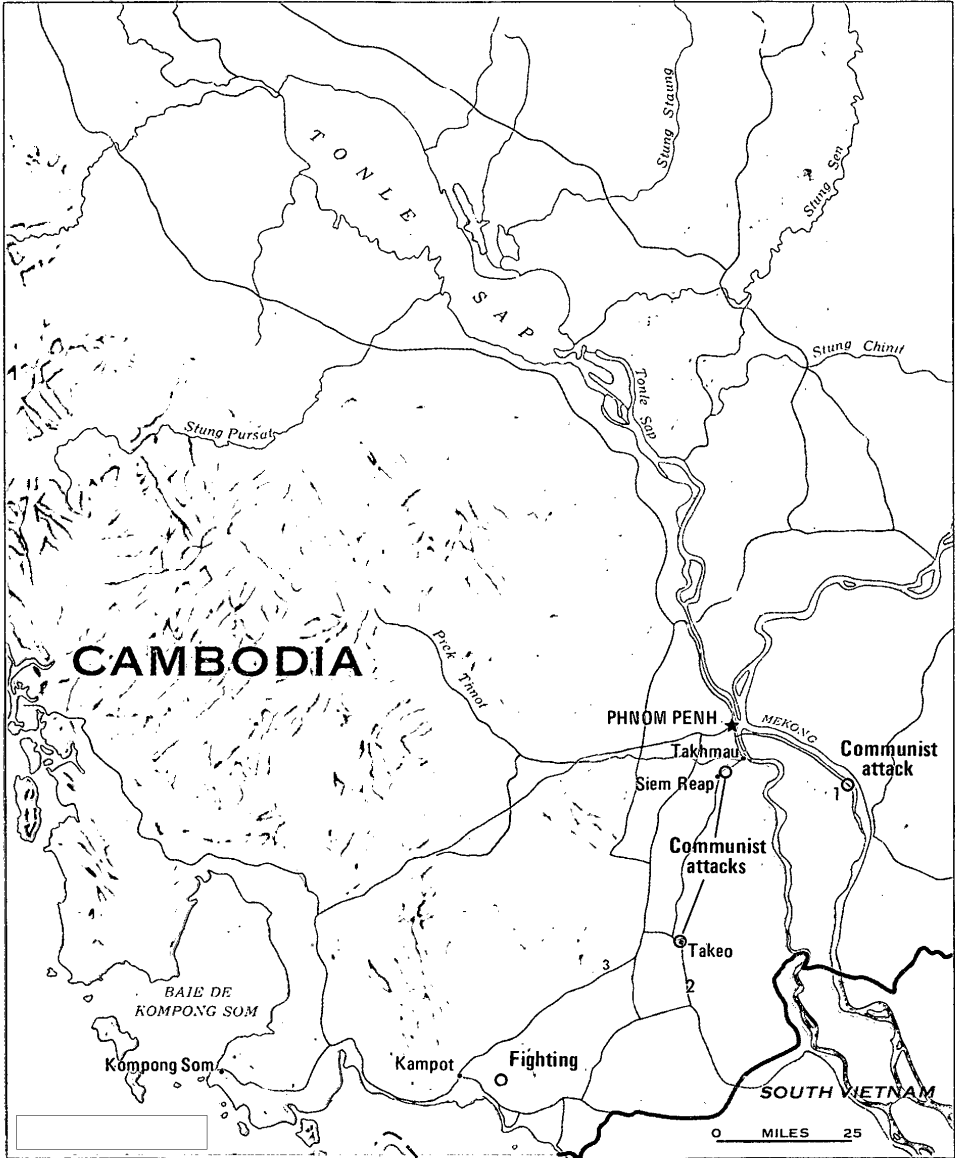 TONLE SAP
Stung Staung
Stung Sen
Stung Chinit
Tonle Sap
Stung Pursat
CAMBODIA
Prek Thnot
PHNOM PENH
MEKONG
Takhmau
Siem Reap
Communist
attack
1
Communist
attacks
Takeo
3
2
BAIE DE
KOMPONG SOM
Kompong Som
Kampot
Fighting
SOUTH VIETNAM
0 MILES 25